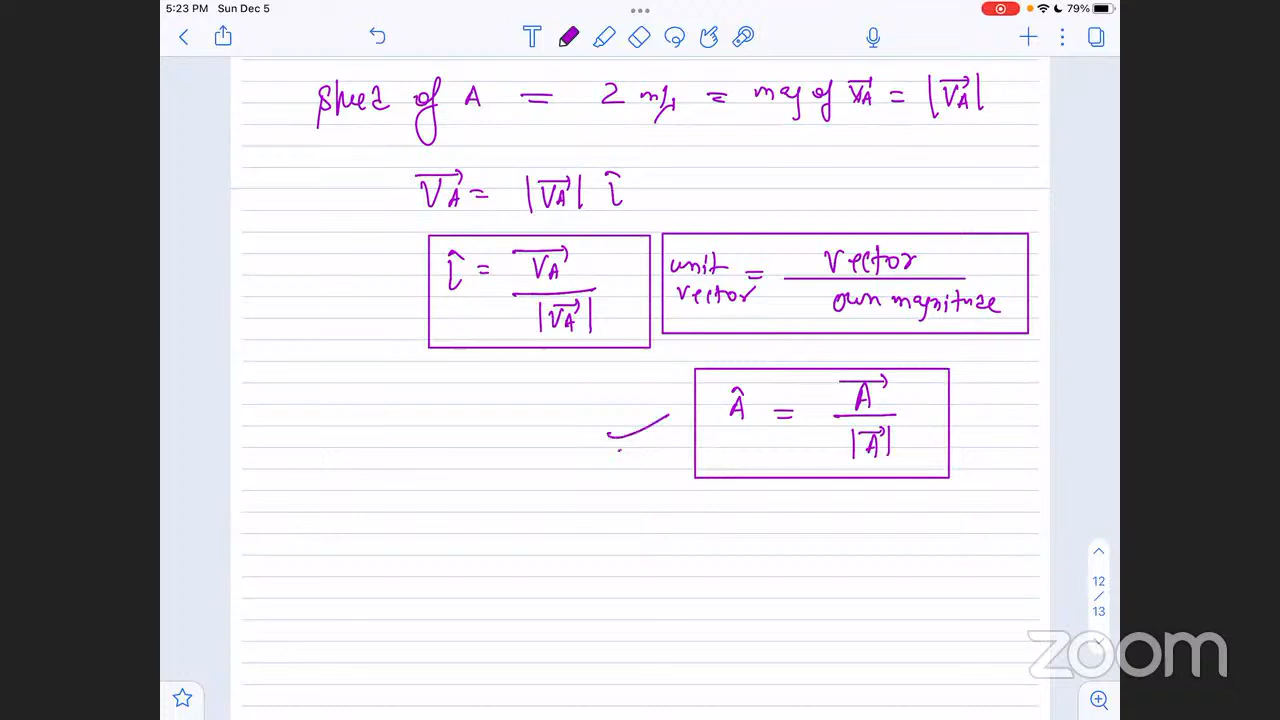 5:23 PM Sun Dec 5
79%
speed of A = 2 m/s = mag of V⃗A = |V⃗A|
V⃗A = |V⃗A| î
î = V⃗A / |V⃗A|
unit vector = vector / own magnitude
Â = A⃗ / |A⃗|
12
/
13
zoom